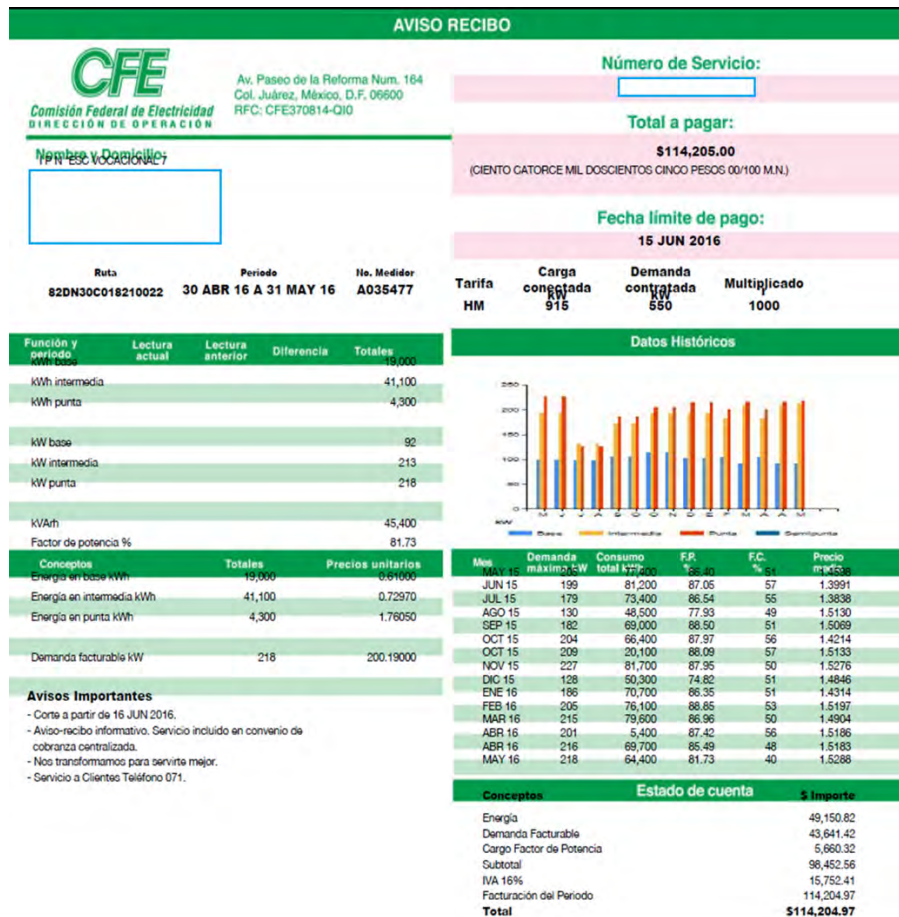 AVISO RECIBO
CFE
Comisión Federal de Electricidad
DIRECCIÓN DE OPERACIÓN
Av. Paseo de la Reforma Num. 164
Col. Juárez, México, D.F. 06600
RFC: CFE370814-QI0
Número de Servicio:
Total a pagar:
$114,205.00
(CIENTO CATORCE MIL DOSCIENTOS CINCO PESOS 00/100 M.N.)
Nombre y Domicilio:
ESC VOCACIONAL 7
Fecha límite de pago:
15 JUN 2016
Ruta Periodo No. Medidor
82DN30C018210022 30 ABR 16 A 31 MAY 16 A035477
Tarifa Carga conectada kW Demanda contratada kW Multiplicador
HM 915 550 1000
Función y periodo Lectura actual Lectura anterior Diferencia Totales
kWh base 19,000
kWh intermedia 41,100
kWh punta 4,300
kW base 92
kW intermedia 213
kW punta 218
kVArh 45,400
Factor de potencia % 81.73
Conceptos Totales Precios unitarios
Energía en base kWh 19,000 0.61000
Energía en intermedia kWh 41,100 0.72970
Energía en punta kWh 4,300 1.76050
Demanda facturable kW 218 200.19000
Avisos Importantes
- Corte a partir de 16 JUN 2016.
- Aviso-recibo informativo. Servicio incluido en convenio de
cobranza centralizada.
- Nos transformamos para servirte mejor.
- Servicio a Clientes Teléfono 071.
Datos Históricos
250
200
150
100
50
0
M J J A S O O N D E F M A A M
kW
Base Intermedia Punta Semipunta
Mes Demanda máxima kW Consumo total kWh F.P. % F.C. % Precio medio
MAY 15 205 77,400 86.40 51
JUN 15 199 81,200 87.05 57 1.3991
JUL 15 179 73,400 86.54 55 1.3838
AGO 15 130 48,500 77.93 49 1.5130
SEP 15 182 69,000 88.50 51 1.5069
OCT 15 204 66,400 87.97 56 1.4214
OCT 15 209 20,100 88.09 57 1.5133
NOV 15 227 81,700 87.95 50 1.5276
DIC 15 128 50,300 74.82 51 1.4846
ENE 16 186 70,700 86.35 51 1.4314
FEB 16 205 76,100 88.85 53 1.5197
MAR 16 215 79,600 86.96 50 1.4904
ABR 16 201 5,400 87.42 56 1.5186
ABR 16 216 69,700 85.49 48 1.5183
MAY 16 218 64,400 81.73 40 1.5288
Estado de cuenta
Conceptos $ Importe
Energía 49,150.82
Demanda Facturable 43,641.42
Cargo Factor de Potencia 5,660.32
Subtotal 98,452.56
IVA 16% 15,752.41
Facturación del Periodo 114,204.97
Total $114,204.97